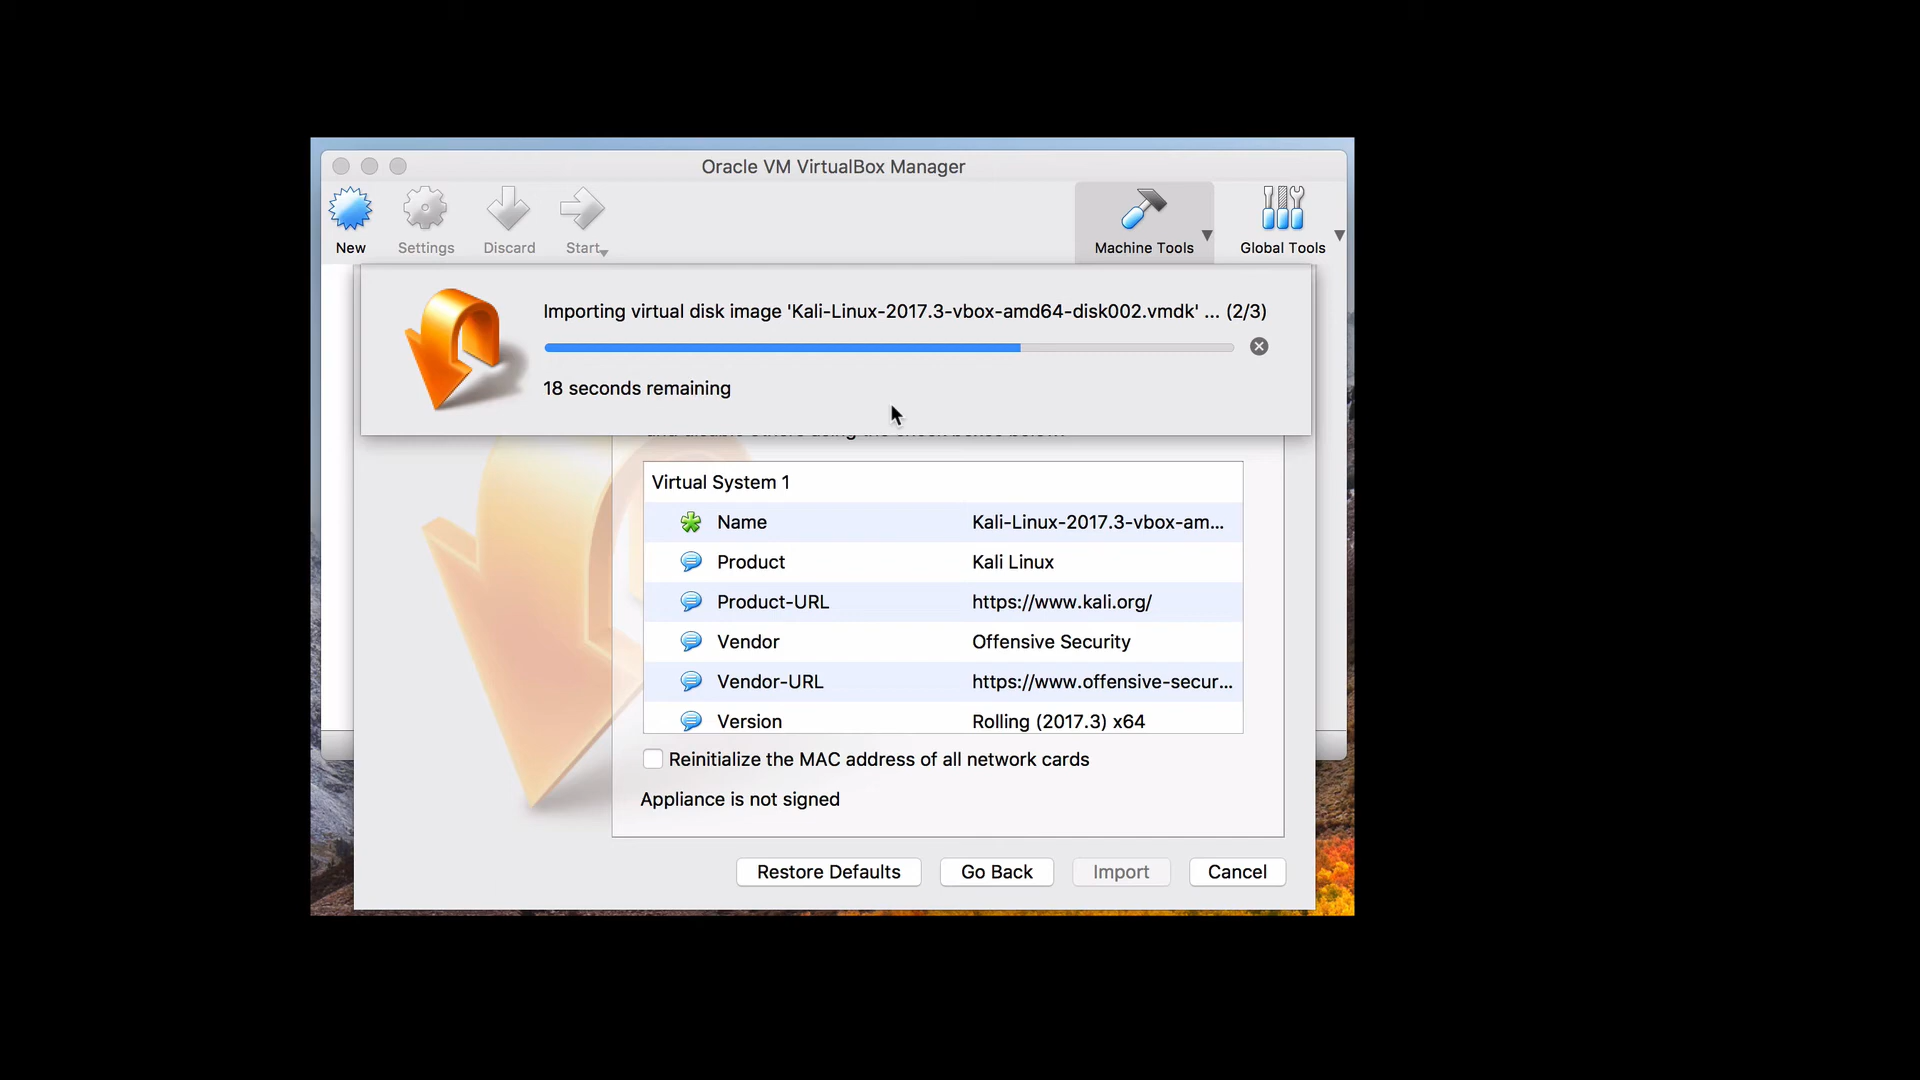 Oracle VM VirtualBox Manager
New
Settings
Discard
Start
Machine Tools
Global Tools
Importing virtual disk image 'Kali-Linux-2017.3-vbox-amd64-disk002.vmdk' ... (2/3)
18 seconds remaining
Virtual System 1
Name Kali-Linux-2017.3-vbox-am...
Product Kali Linux
Product-URL https://www.kali.org/
Vendor Offensive Security
Vendor-URL https://www.offensive-secur...
Version Rolling (2017.3) x64
Reinitialize the MAC address of all network cards
Appliance is not signed
Restore Defaults
Go Back
Import
Cancel